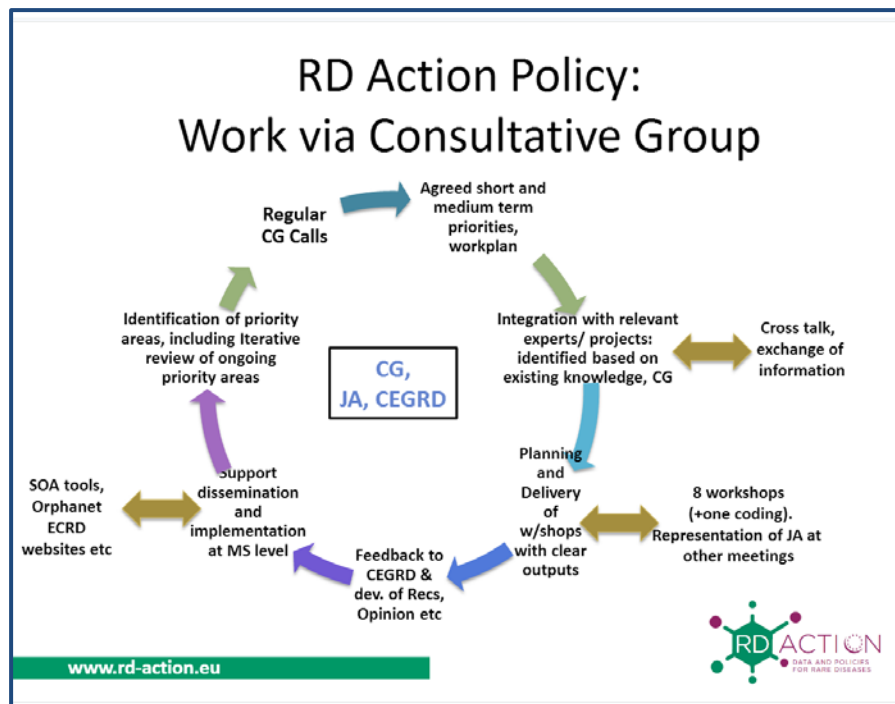 RD Action Policy:
Work via Consultative Group
Regular
CG Calls
Agreed short and
medium term
priorities,
workplan
Integration with relevant
experts/ projects:
identified based on
existing knowledge, CG
Cross talk,
exchange of
information
Planning
and
Delivery
of
w/shops
with clear
outputs
8 workshops
(+one coding).
Representation of JA at
other meetings
Feedback to
CEGRD &
dev. of Recs,
Opinion etc
Support
dissemination
and
implementation
at MS level
SOA tools,
Orphanet
ECRD
websites etc
Identification of priority
areas, including Iterative
review of ongoing
priority areas
CG,
JA, CEGRD
www.rd-action.eu
RD ACTION
DATA AND POLICIES
FOR RARE DISEASES